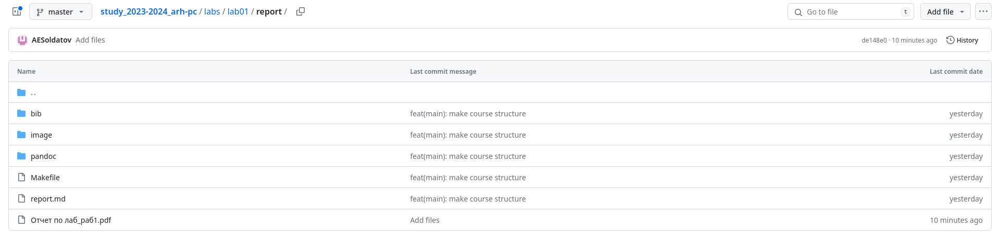 master study_2023-2024_arh-pc / labs / lab01 / report / Go to file t Add file
AESoldatov Add files de148e0 · 10 minutes ago History
Name Last commit message Last commit date
..
bib feat(main): make course structure yesterday
image feat(main): make course structure yesterday
pandoc feat(main): make course structure yesterday
Makefile feat(main): make course structure yesterday
report.md feat(main): make course structure yesterday
Отчет по лаб_раб1.pdf Add files 10 minutes ago